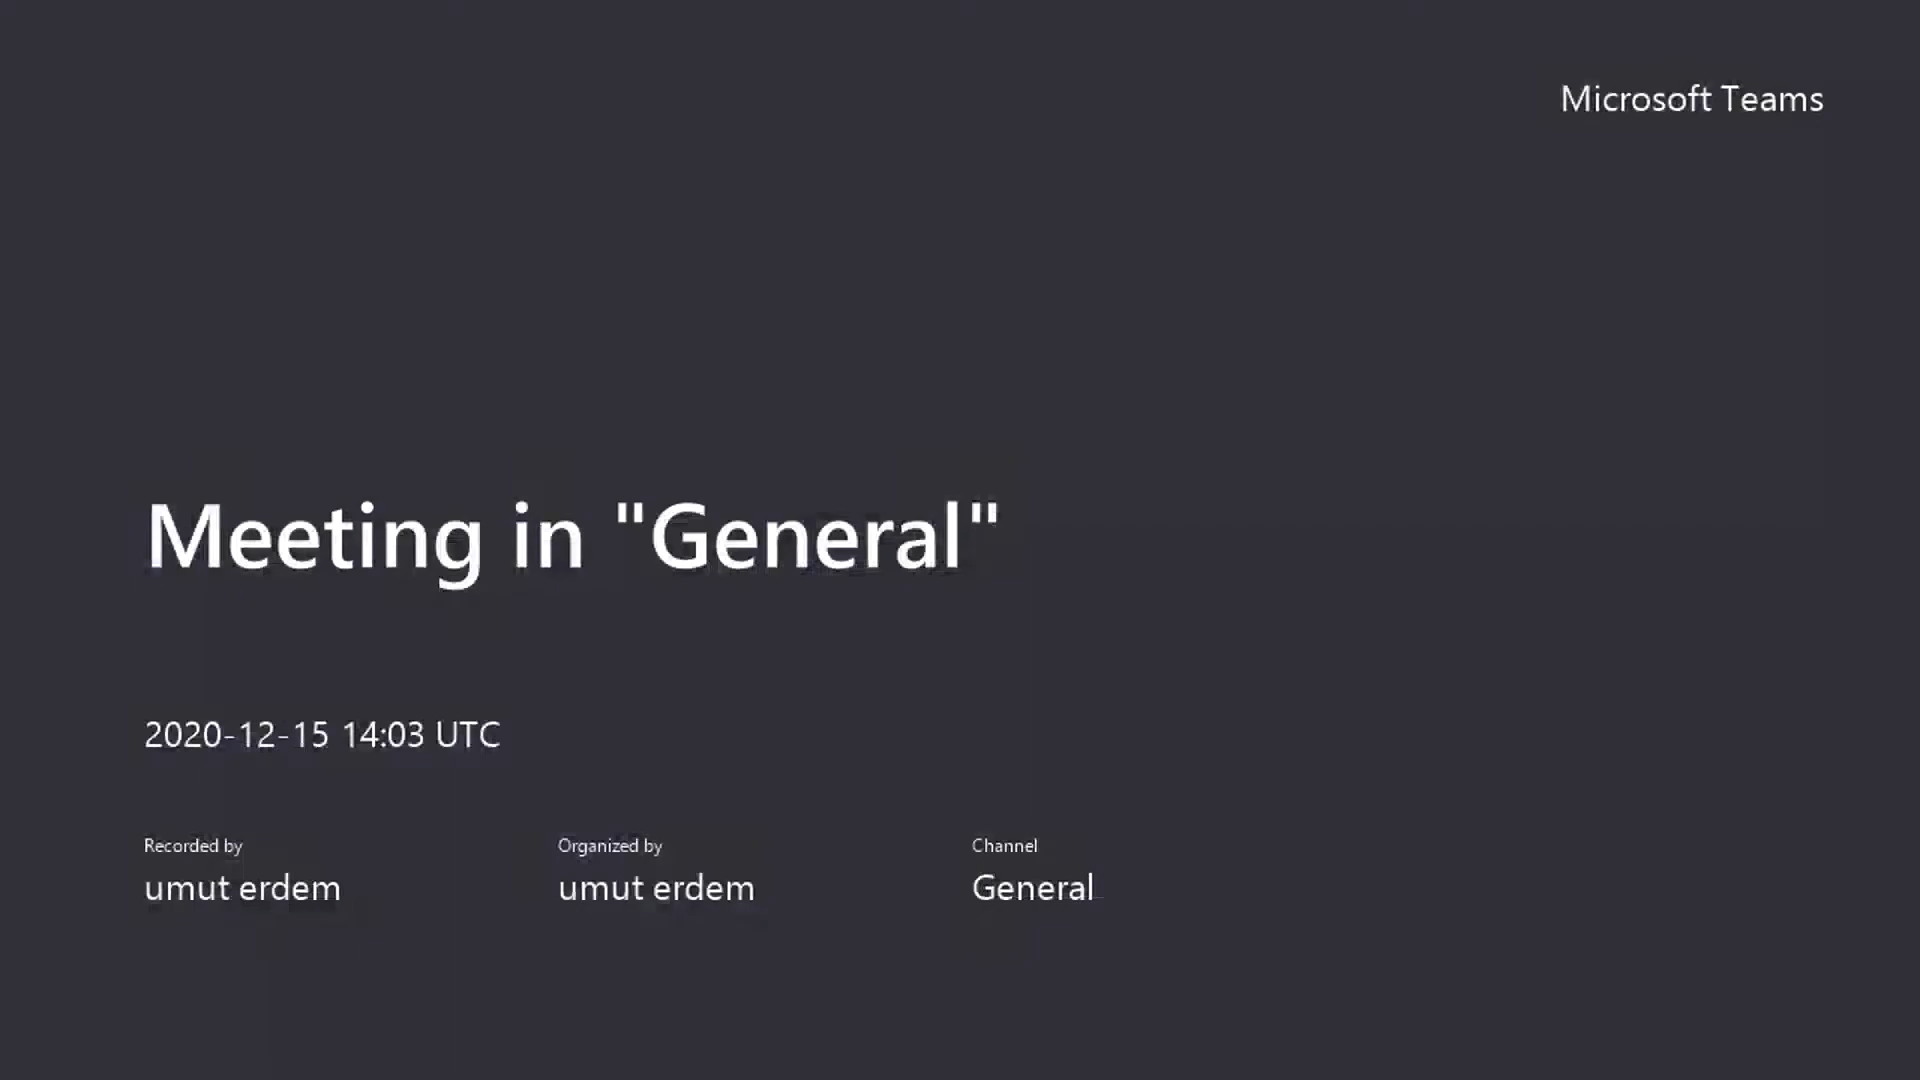 Microsoft Teams
Meeting in "General"
2020-12-15 14:03 UTC
Recorded by
umut erdem
Organized by
umut erdem
Channel
General